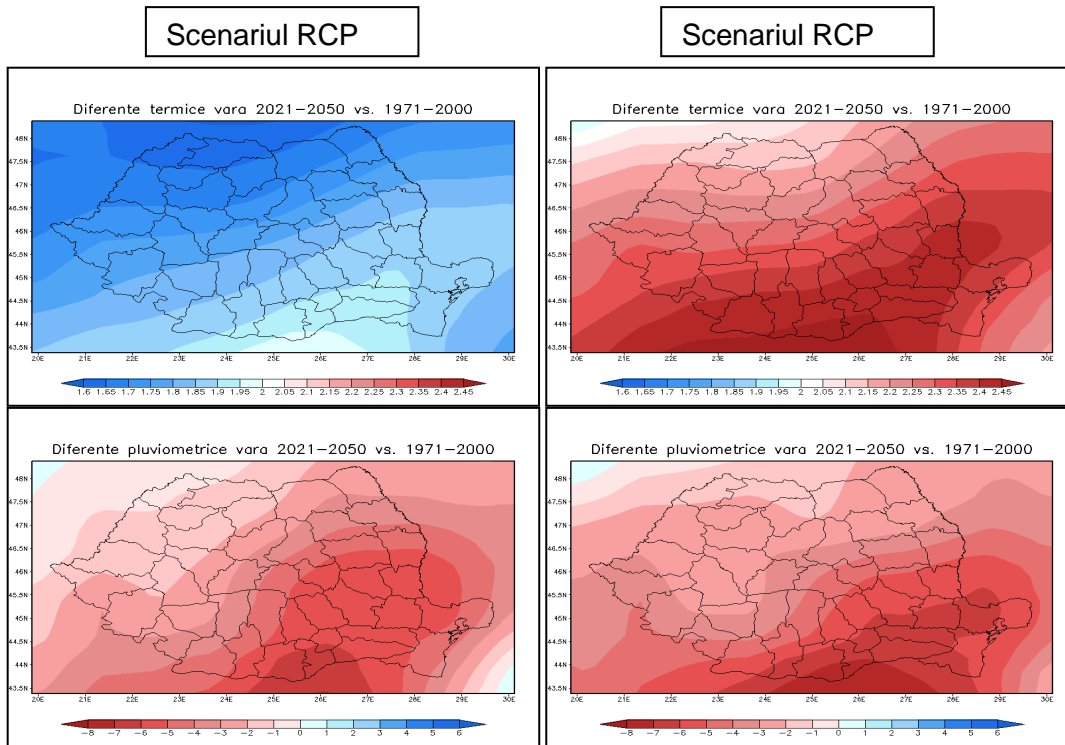 Scenariul RCP
Scenariul RCP
Diferente termice vara 2021-2050 vs. 1971-2000
48N
47.5N
47N
46.5N
46N
45.5N
45N
44.5N
44N
43.5N
20E 21E 22E 23E 24E 25E 26E 27E 28E 29E 30E
1.6 1.65 1.7 1.75 1.8 1.85 1.9 1.95 2 2.05 2.1 2.15 2.2 2.25 2.3 2.35 2.4 2.45
Diferente termice vara 2021-2050 vs. 1971-2000
48N
47.5N
47N
46.5N
46N
45.5N
45N
44.5N
44N
43.5N
20E 21E 22E 23E 24E 25E 26E 27E 28E 29E 30E
1.6 1.65 1.7 1.75 1.8 1.85 1.9 1.95 2 2.05 2.1 2.15 2.2 2.25 2.3 2.35 2.4 2.45
Diferente pluviometrice vara 2021-2050 vs. 1971-2000
48N
47.5N
47N
46.5N
46N
45.5N
45N
44.5N
44N
43.5N
20E 21E 22E 23E 24E 25E 26E 27E 28E 29E 30E
-8 -7 -6 -5 -4 -3 -2 -1 0 1 2 3 4 5 6
Diferente pluviometrice vara 2021-2050 vs. 1971-2000
48N
47.5N
47N
46.5N
46N
45.5N
45N
44.5N
44N
43.5N
20E 21E 22E 23E 24E 25E 26E 27E 28E 29E 30E
-8 -7 -6 -5 -4 -3 -2 -1 0 1 2 3 4 5 6